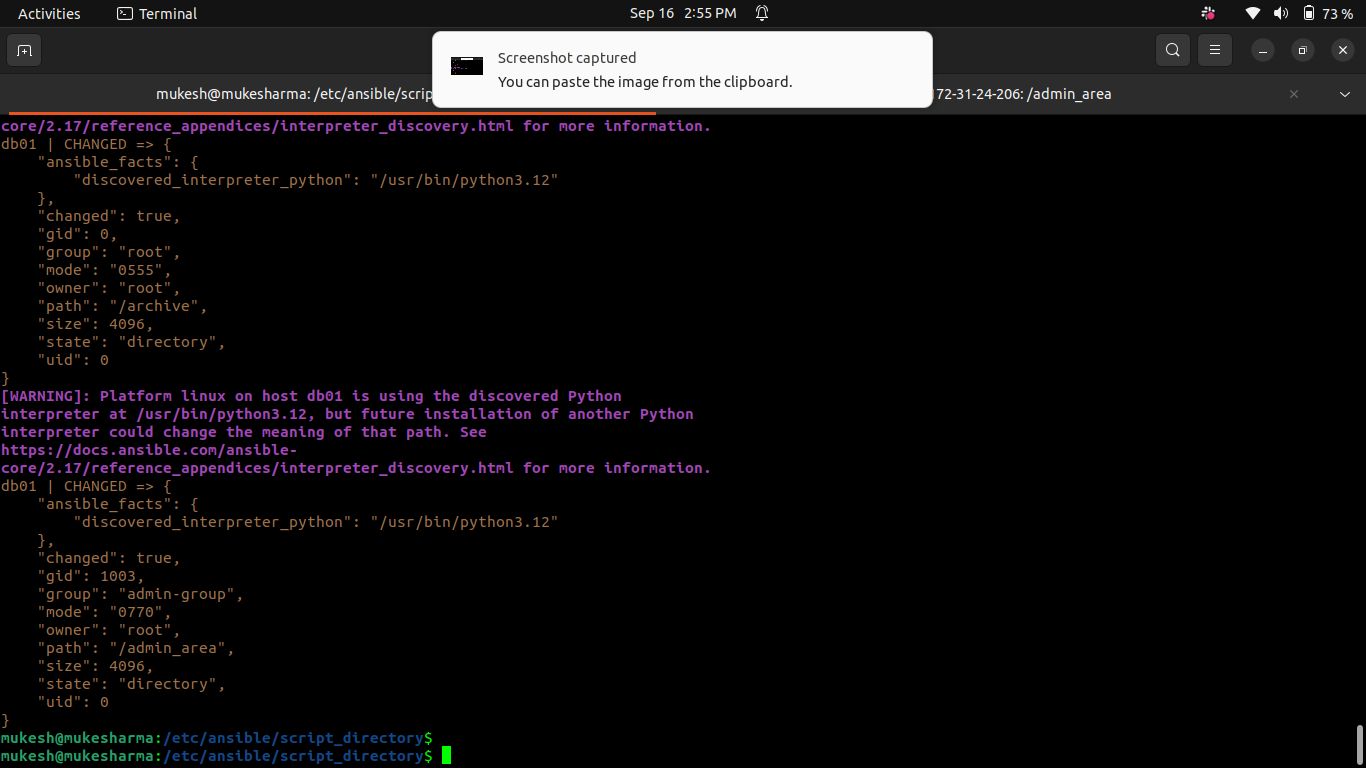 Activities Terminal Sep 16 2:55 PM 73 %
Screenshot captured
You can paste the image from the clipboard.
mukesh@mukesharma: /etc/ansible/scrip 172-31-24-206: /admin_area
core/2.17/reference_appendices/interpreter_discovery.html for more information.
db01 | CHANGED => {
    "ansible_facts": {
        "discovered_interpreter_python": "/usr/bin/python3.12"
    },
    "changed": true,
    "gid": 0,
    "group": "root",
    "mode": "0555",
    "owner": "root",
    "path": "/archive",
    "size": 4096,
    "state": "directory",
    "uid": 0
}
[WARNING]: Platform linux on host db01 is using the discovered Python
interpreter at /usr/bin/python3.12, but future installation of another Python
interpreter could change the meaning of that path. See
https://docs.ansible.com/ansible-
core/2.17/reference_appendices/interpreter_discovery.html for more information.
db01 | CHANGED => {
    "ansible_facts": {
        "discovered_interpreter_python": "/usr/bin/python3.12"
    },
    "changed": true,
    "gid": 1003,
    "group": "admin-group",
    "mode": "0770",
    "owner": "root",
    "path": "/admin_area",
    "size": 4096,
    "state": "directory",
    "uid": 0
}
mukesh@mukesharma:/etc/ansible/script_directory$
mukesh@mukesharma:/etc/ansible/script_directory$